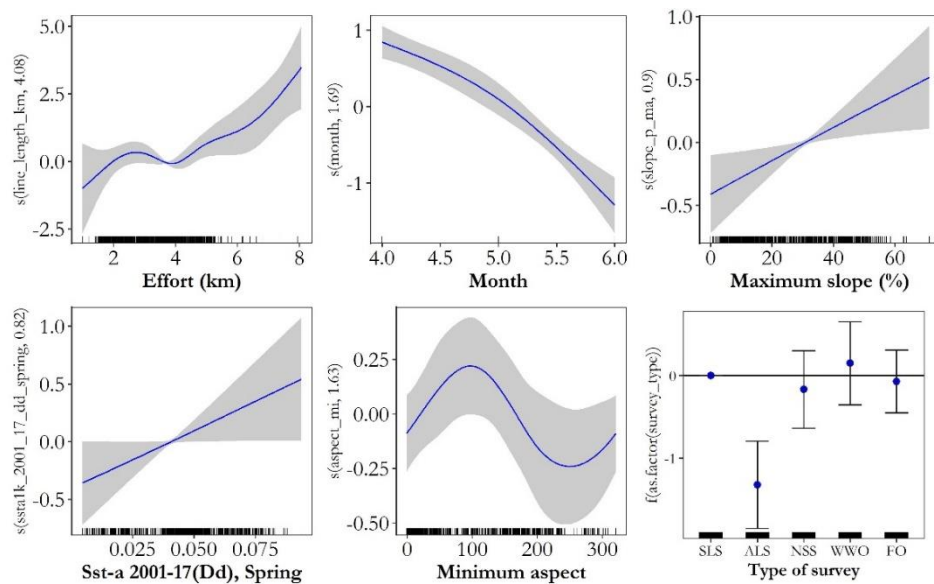 s(line_length_km, 4.08)
5.0
2.5
0.0
-2.5
2
4
6
8
Effort (km)
s(month, 1.69)
1
0
-1
4.0
4.5
5.0
5.5
6.0
Month
s(slope_p_ma, 0.9)
1.0
0.5
0.0
-0.5
0
20
40
60
Maximum slope (%)
s(ssta1k_2001_17_dd_spring, 0.82)
1.0
0.5
0.0
-0.5
0.025
0.050
0.075
Sst-a 2001-17(Dd), Spring
s(aspect_mi, 1.63)
0.25
0.00
-0.25
-0.50
0
100
200
300
Minimum aspect
f(as.factor(survey_type))
0
-1
SLS
ALS
NSS
WWO
FO
Type of survey